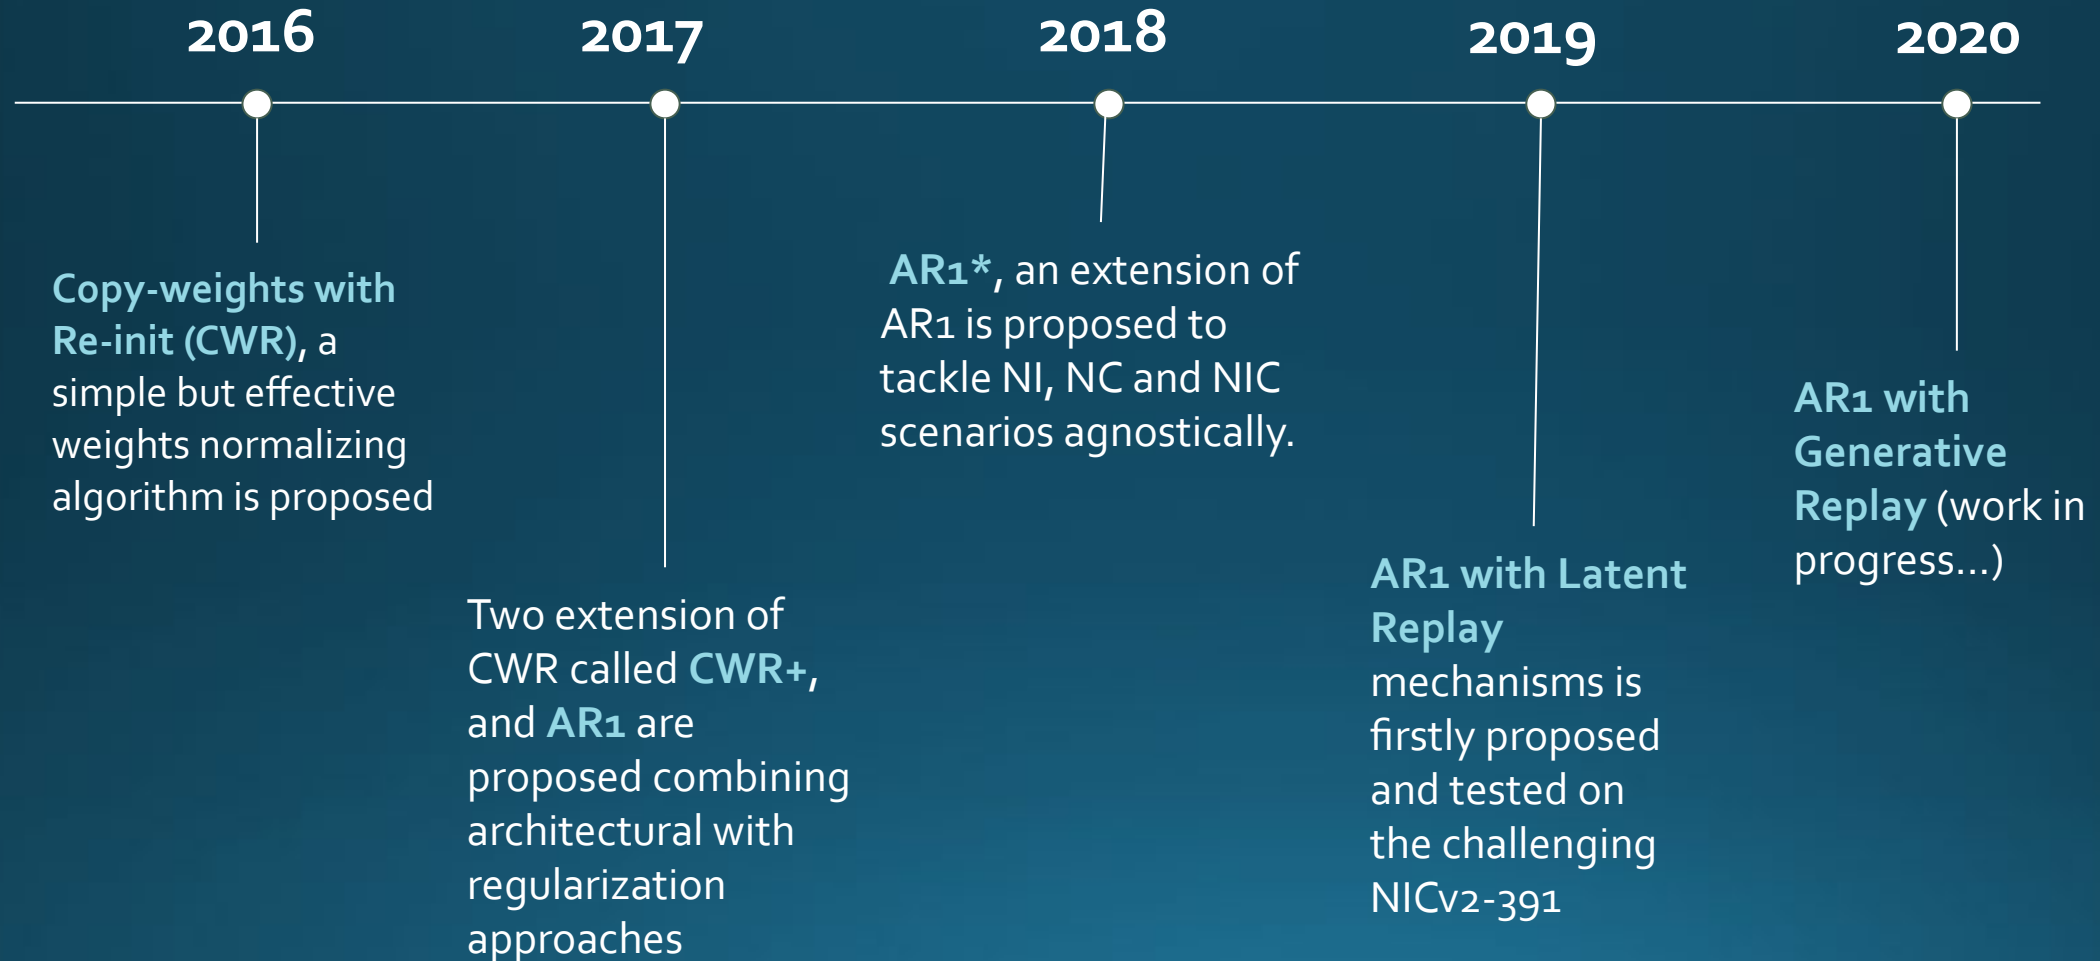 2016
2017
2018
2019
2020
Copy-weights with
Re-init (CWR), a
simple but effective
weights normalizing
algorithm is proposed
Two extension of
CWR called CWR+,
and AR1 are
proposed combining
architectural with
regularization
approaches
AR1*, an extension of
AR1 is proposed to
tackle NI, NC and NIC
scenarios agnostically.
AR1 with Latent
Replay
mechanisms is
firstly proposed
and tested on
the challenging
NICv2-391
AR1 with
Generative
Replay (work in
progress...)